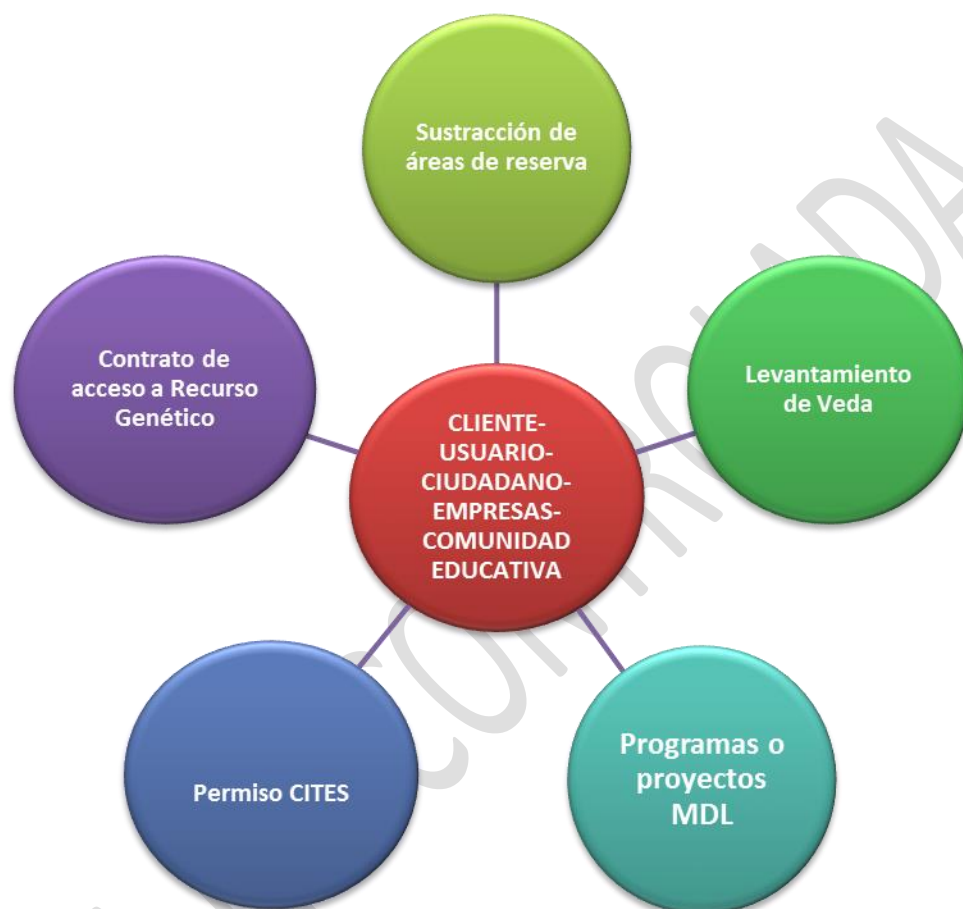 Sustracción de
áreas de reserva
Contrato de
acceso a Recurso
Genético
Levantamiento
de Veda
CLIENTE-
USUARIO-
CIUDADANO-
EMPRESAS-
COMUNIDAD
EDUCATIVA
Permiso CITES
Programas o
proyectos
MDL